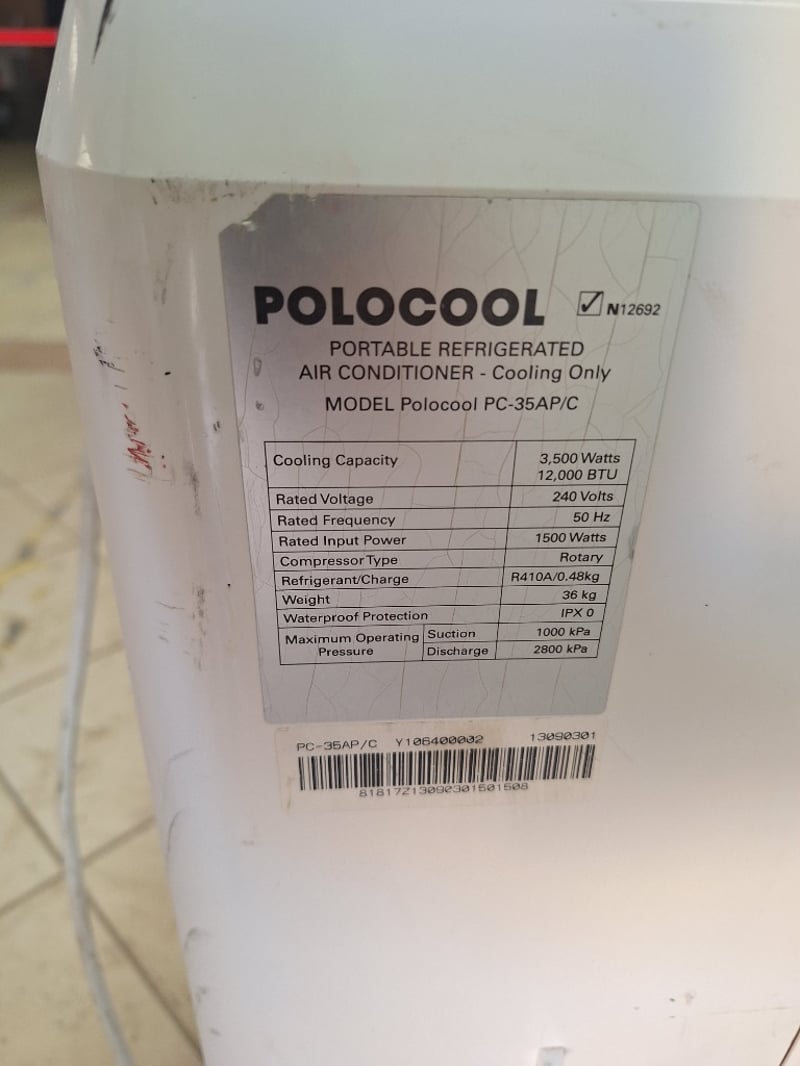 POLOCOOL N12692
PORTABLE REFRIGERATED
AIR CONDITIONER - Cooling Only
MODEL Polocool PC-35AP/C
Cooling Capacity 3,500 Watts
12,000 BTU
Rated Voltage 240 Volts
Rated Frequency 50 Hz
Rated Input Power 1500 Watts
Compressor Type Rotary
Refrigerant/Charge R410A/0.48kg
Weight 36 kg
Waterproof Protection IPX 0
Maximum Operating Suction 1000 kPa
Pressure Discharge 2800 kPa
PC-35AP/C Y106400002 13090301
81817Z13090301501508